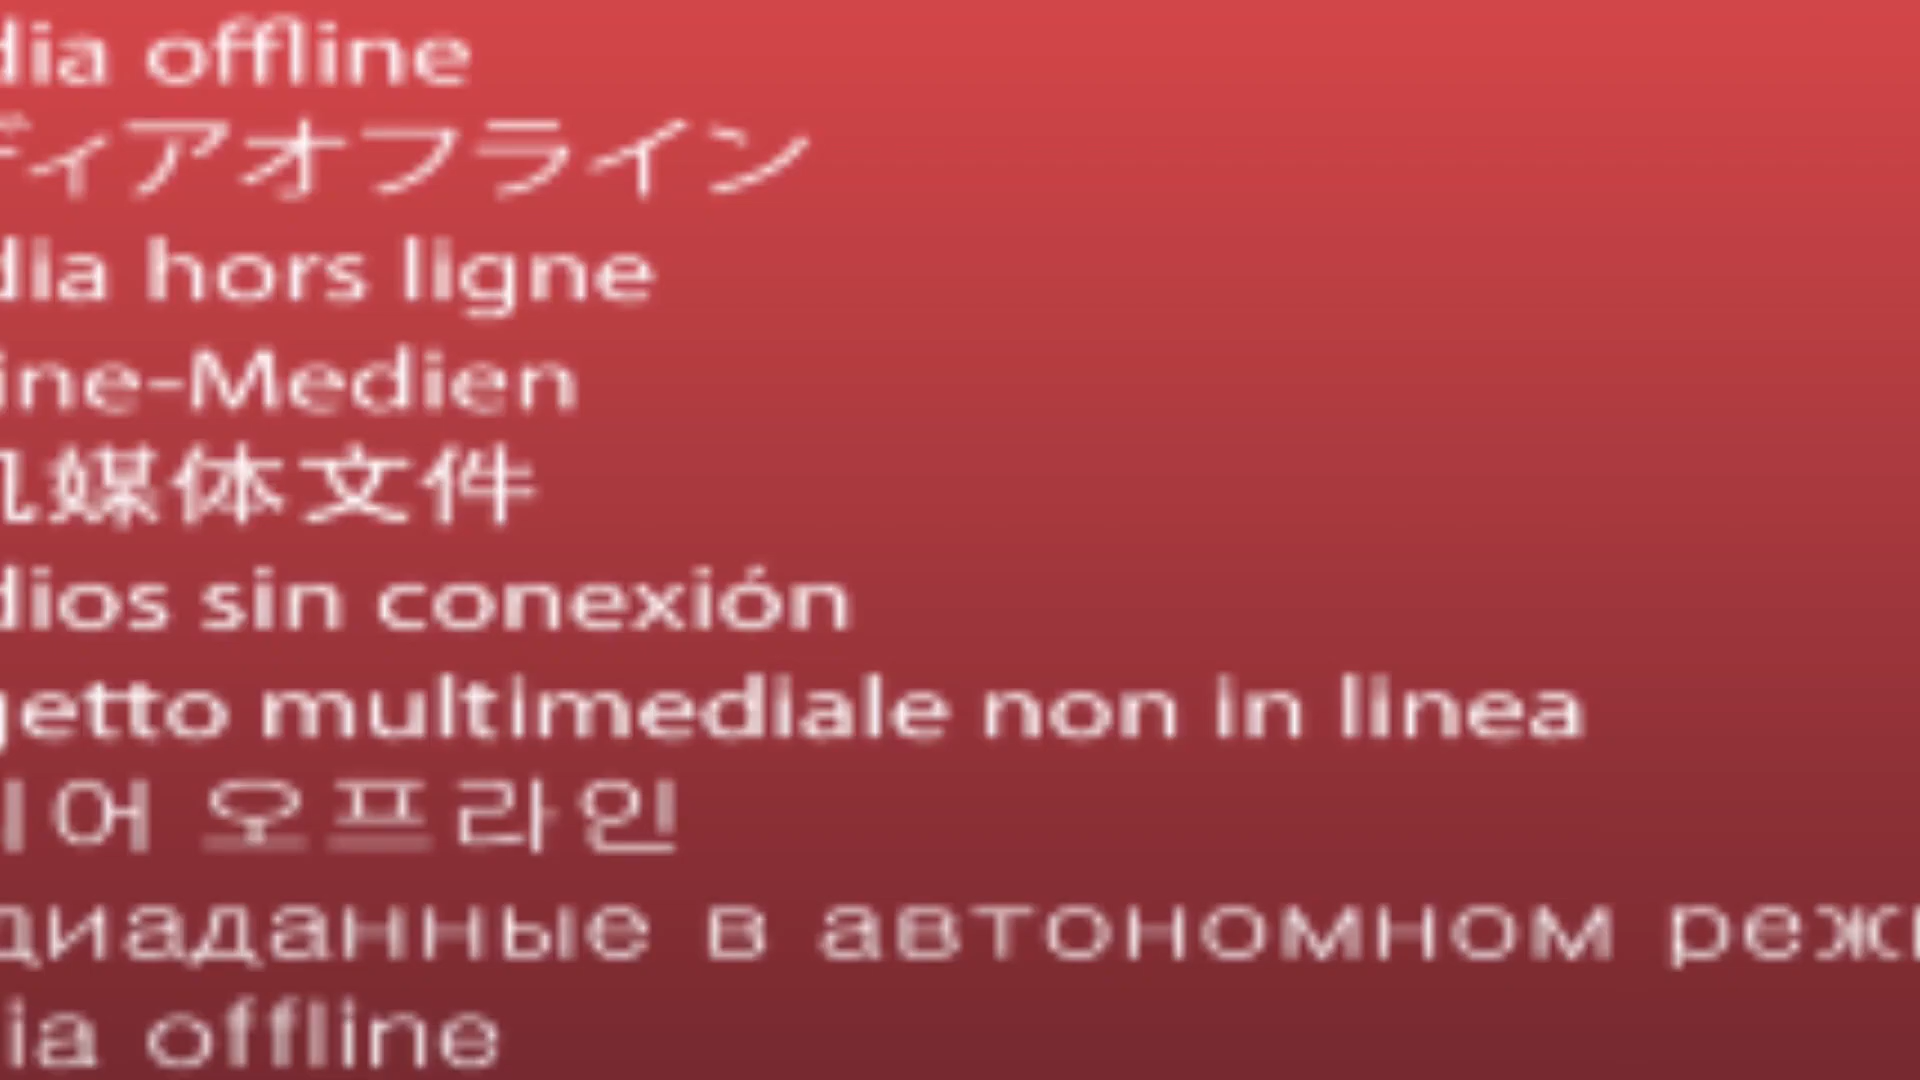 dia offline
ディアオフライン
dia hors ligne
ine-Medien
机媒体文件
dios sin conexión
getto multimediale non in linea
어 오프라인
диаданные в автономном реж
ia offline